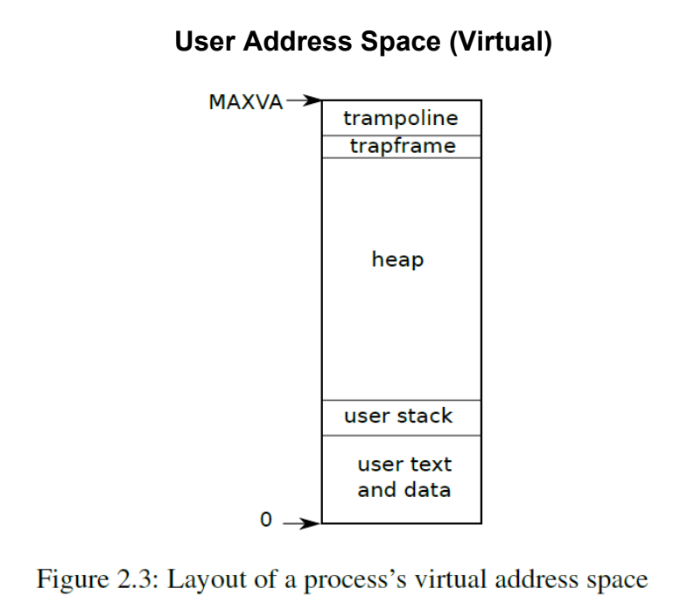 User Address Space (Virtual)
MAXVA
trampoline
trapframe
heap
user stack
user text
and data
0
Figure 2.3: Layout of a process’s virtual address space